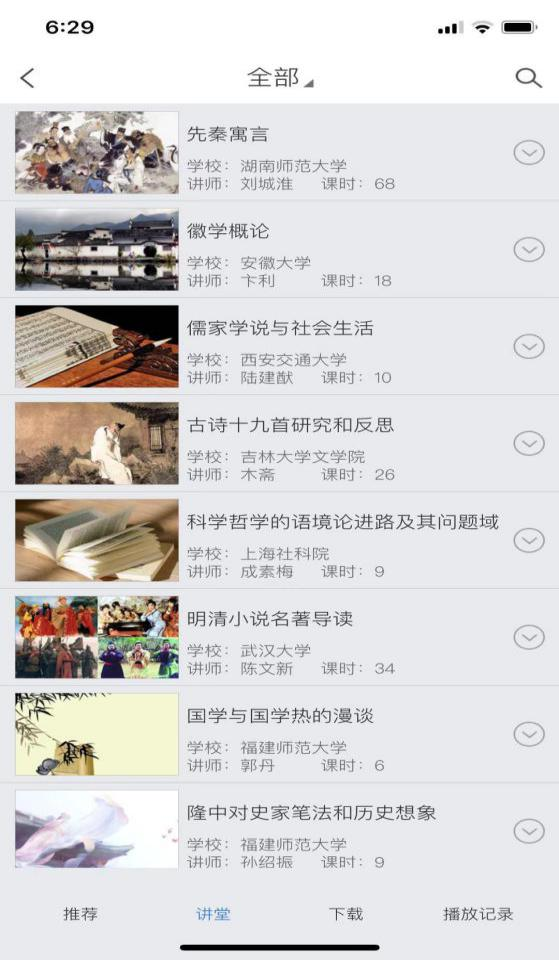 6:29
全部
先秦寓言
学校：湖南师范大学
讲师：刘城淮 课时：68
徽学概论
学校：安徽大学
讲师：卞利 课时：18
儒家学说与社会生活
学校：西安交通大学
讲师：陆建猷 课时：10
古诗十九首研究和反思
学校：吉林大学文学院
讲师：木斋 课时：26
科学哲学的语境论进路及其问题域
学校：上海社科院
讲师：成素梅 课时：9
明清小说名著导读
学校：武汉大学
讲师：陈文新 课时：34
国学与国学热的漫谈
学校：福建师范大学
讲师：郭丹 课时：6
隆中对史家笔法和历史想象
学校：福建师范大学
讲师：孙绍振 课时：9
推荐 讲堂 下载 播放记录